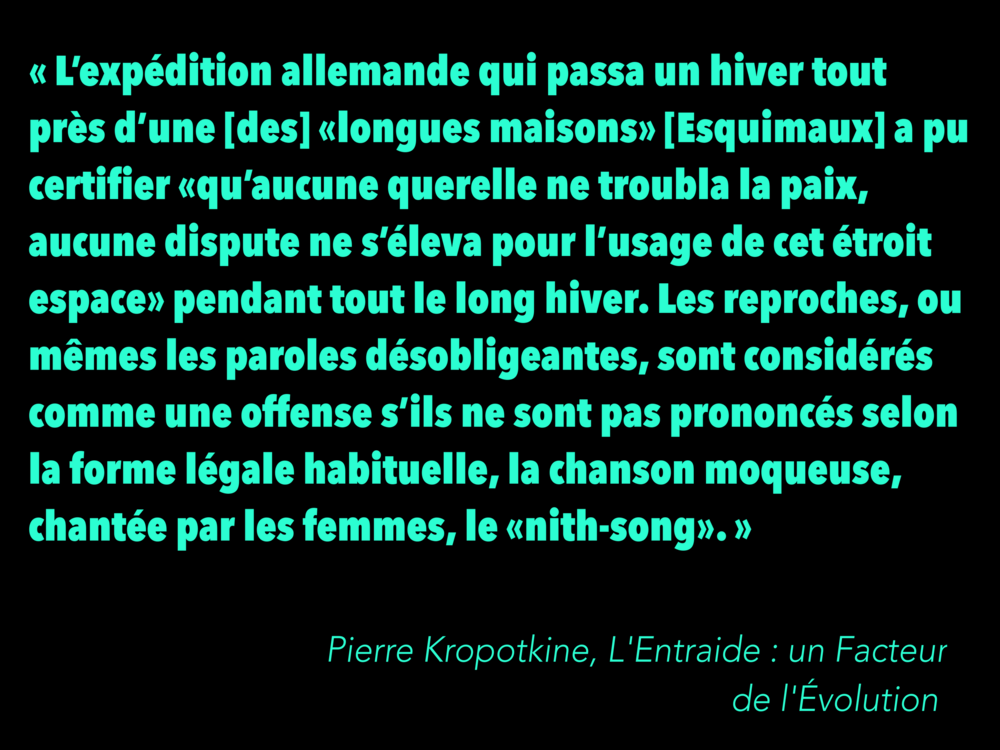 « L’expédition allemande qui passa un hiver tout
près d’une [des] «longues maisons» [Esquimaux] a pu
certifier «qu’aucune querelle ne troubla la paix,
aucune dispute ne s’éleva pour l’usage de cet étroit
espace» pendant tout le long hiver. Les reproches, ou
mêmes les paroles désobligeantes, sont considérés
comme une offense s’ils ne sont pas prononcés selon
la forme légale habituelle, la chanson moqueuse,
chantée par les femmes, le «nith-song». »
Pierre Kropotkine, L'Entraide : un Facteur
de l'Évolution